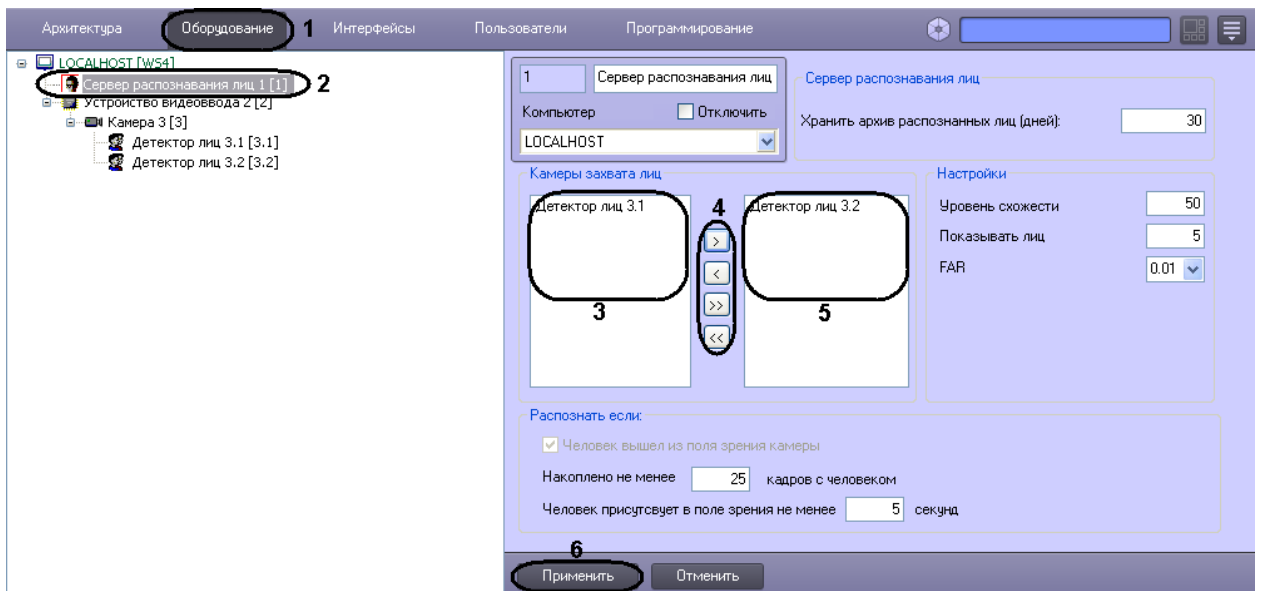 Архитектура Оборудование 1 Интерфейсы Пользователи Программирование
LOCALHOST [WS4]
Сервер распознавания лиц 1 [1] 2
Устройство видеоввода 2 [2]
Камера 3 [3]
Детектор лиц 3.1 [3.1]
Детектор лиц 3.2 [3.2]
1 Сервер распознавания лиц
Компьютер Отключить
LOCALHOST
Сервер распознавания лиц
Хранить архив распознанных лиц (дней): 30
Камеры захвата лиц
Детектор лиц 3.1 4 Детектор лиц 3.2
>
<
>>
<<
3 5
Настройки
Уровень схожести 50
Показывать лиц 5
FAR 0.01
Распознать если:
Человек вышел из поля зрения камеры
Накоплено не менее 25 кадров с человеком
Человек присутсвует в поле зрения не менее 5 секунд
6
Применить Отменить